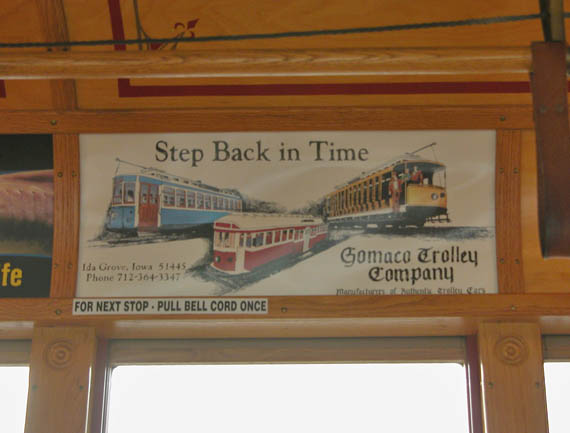 Step Back in Time
Ida Grove, Iowa 51445
Phone 712-364-3347
Gomaco Trolley
Company
Manufacturers of Authentic Trolley Cars
ife
FOR NEXT STOP - PULL BELL CORD ONCE